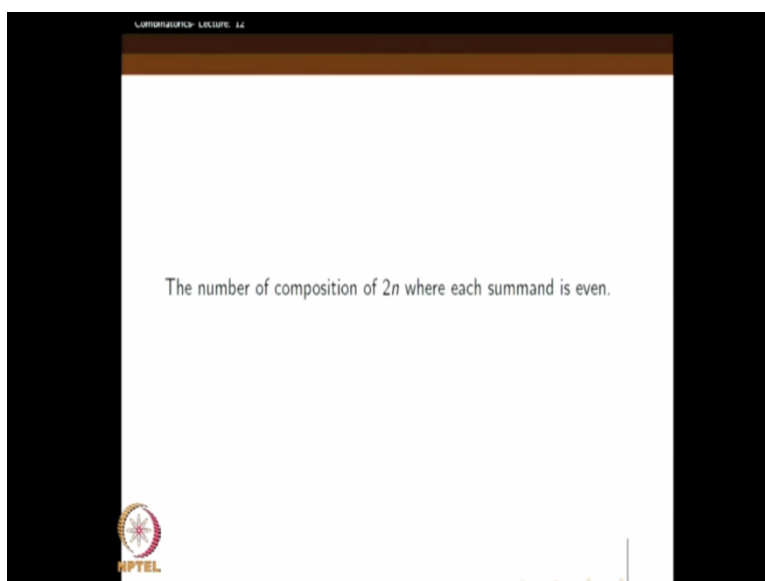 Combinatorics- Lecture: 12
The number of composition of 2n where each summand is even.
NPTEL